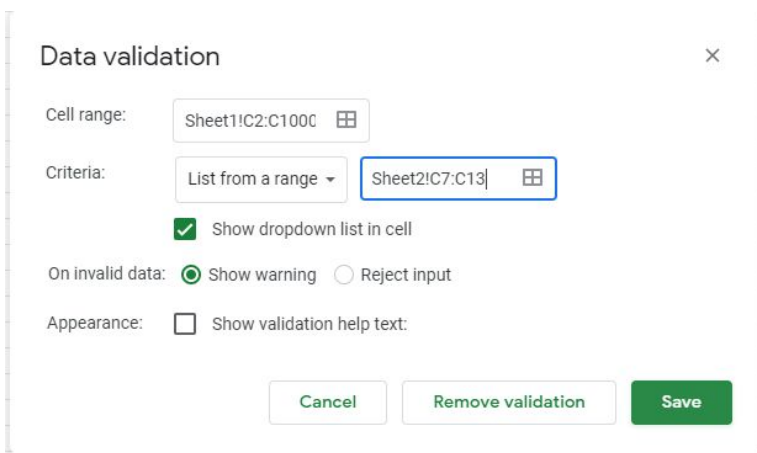 Data validation
Cell range: Sheet1!C2:C1000
Criteria: List from a range Sheet2!C7:C13
Show dropdown list in cell
On invalid data: Show warning Reject input
Appearance: Show validation help text:
Cancel Remove validation Save